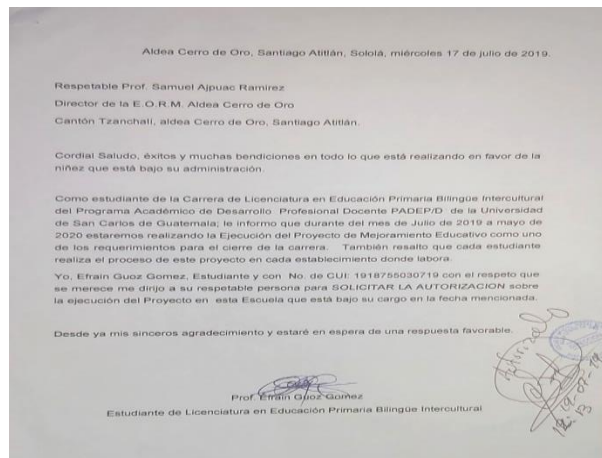 Aldea Cerro de Oro, Santiago Atitlán, Sololá, miércoles 17 de julio de 2019.
Respetable Prof. Samuel Ajpuac Ramirez
Director de la E.O.R.M. Aldea Cerro de Oro
Cantón Tzanchalí, aldea Cerro de Oro, Santiago Atitlán.
Cordial Saludo, éxitos y muchas bendiciones en todo lo que está realizando en favor de la
niñez que está bajo su administración.
Como estudiante de la Carrera de Licenciatura en Educación Primaria Bilingüe Intercultural
del Programa Académico de Desarrollo Profesional Docente PADEP/D de la Universidad
de San Carlos de Guatemala; le informo que durante del mes de Julio de 2019 a mayo de
2020 estaremos realizando la Ejecución del Proyecto de Mejoramiento Educativo como uno
de los requerimientos para el cierre de la carrera. También resalto que cada estudiante
realiza el proceso de este proyecto en cada establecimiento donde labora.
Yo, Efraín Guoz Gomez, Estudiante y con No. de CUI: 1918755030719 con el respeto que
se merece me dirijo a su respetable persona para SOLICITAR LA AUTORIZACION sobre
la ejecución del Proyecto en esta Escuela que está bajo su cargo en la fecha mencionada.
Desde ya mis sinceros agradecimiento y estaré en espera de una respuesta favorable.
Autorizado
19-07-19
Prof. Efraín Guoz Gomez
Estudiante de Licenciatura en Educación Primaria Bilingüe Intercultural